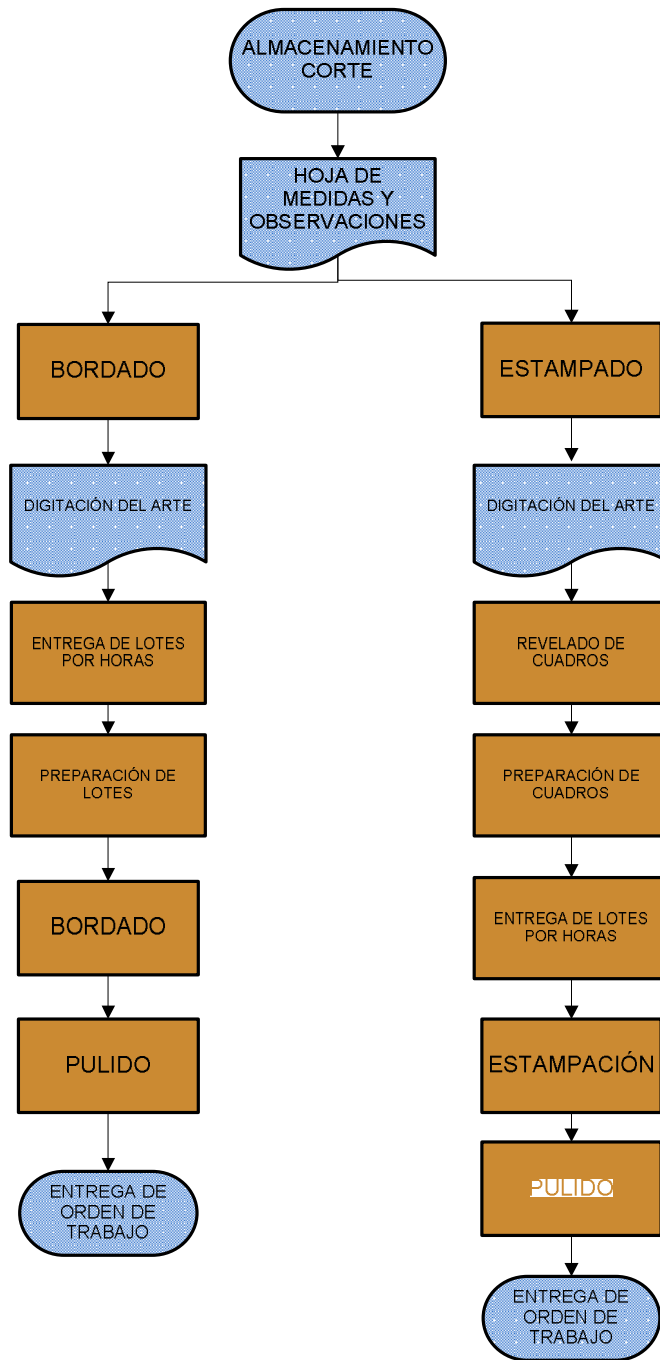 ALMACENAMIENTO
CORTE
HOJA DE
MEDIDAS Y
OBSERVACIONES
BORDADO
DIGITACIÓN DEL ARTE
ENTREGA DE LOTES
POR HORAS
PREPARACIÓN DE
LOTES
BORDADO
PULIDO
ENTREGA DE
ORDEN DE
TRABAJO
ESTAMPADO
DIGITACIÓN DEL ARTE
REVELADO DE
CUADROS
PREPARACIÓN DE
CUADROS
ENTREGA DE LOTES
POR HORAS
ESTAMPACIÓN
PULIDO
ENTREGA DE
ORDEN DE
TRABAJO